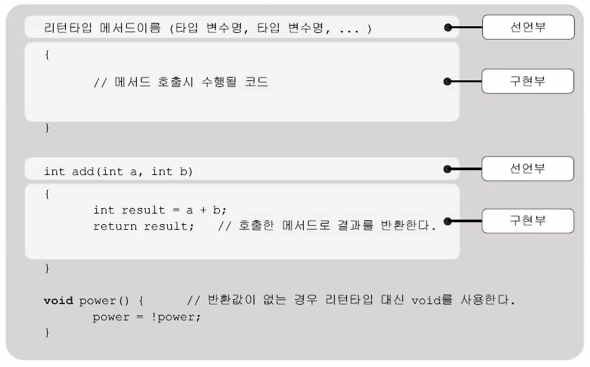 리턴타입 메서드이름 (타입 변수명, 타입 변수명, ... ) 선언부
{
// 메서드 호출시 수행될 코드 구현부
}
int add(int a, int b) 선언부
{
int result = a + b;
return result; // 호출한 메서드로 결과를 반환한다. 구현부
}
void power() { // 반환값이 없는 경우 리턴타입 대신 void를 사용한다.
power = !power;
}